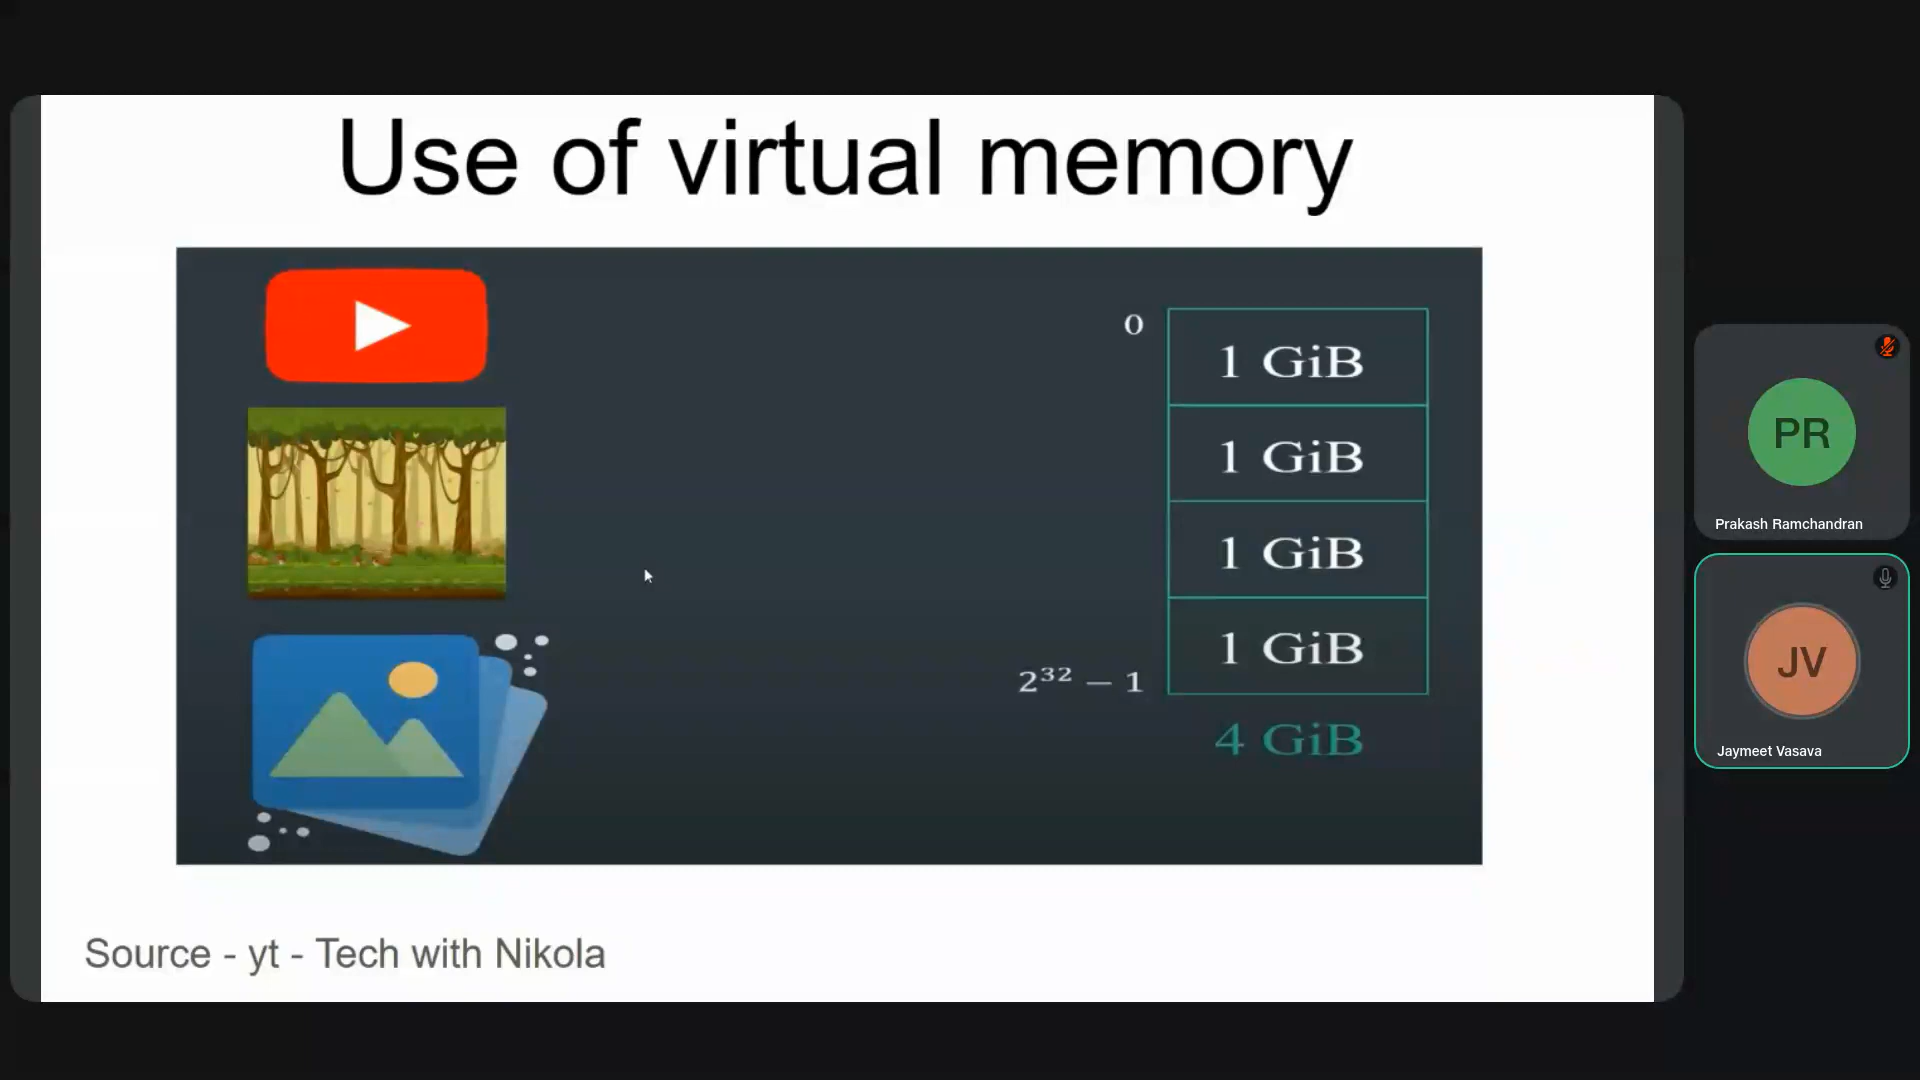 Use of virtual memory
0
1 GiB
1 GiB
1 GiB
1 GiB
2³² − 1
4 GiB
Source - yt - Tech with Nikola
PR
Prakash Ramchandran
JV
Jaymeet Vasava